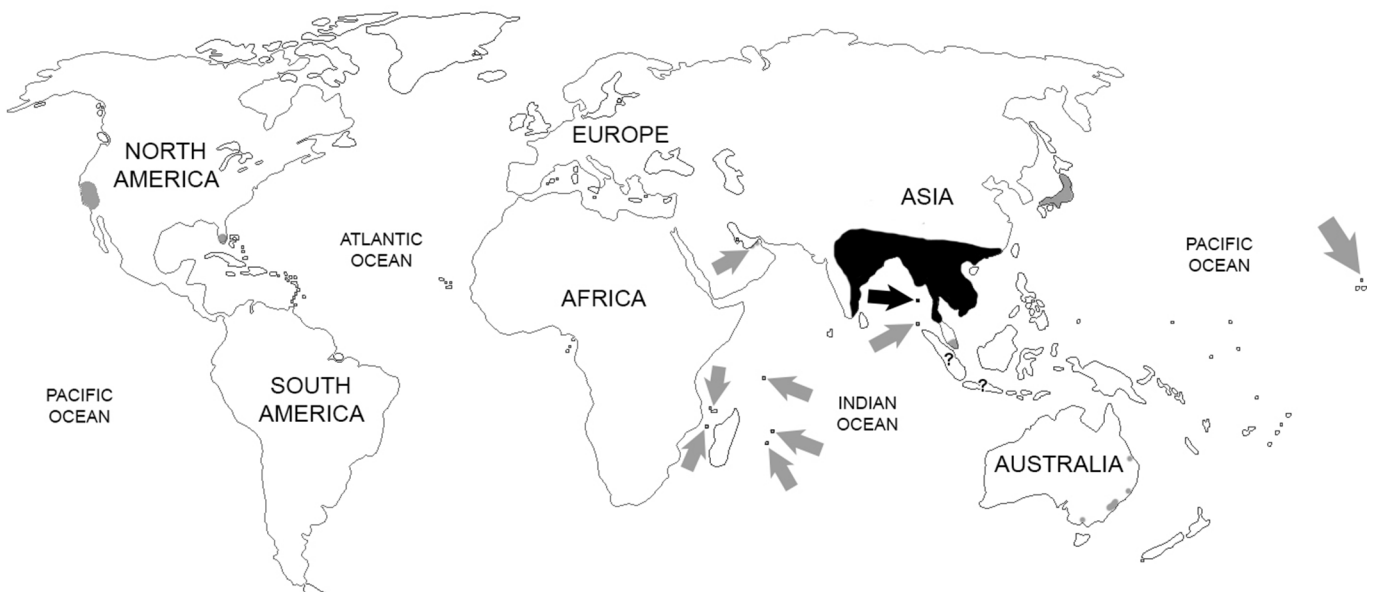 NORTH
AMERICA
EUROPE
ASIA
ATLANTIC
OCEAN
PACIFIC
OCEAN
AFRICA
?
?
SOUTH
AMERICA
PACIFIC
OCEAN
INDIAN
OCEAN
AUSTRALIA